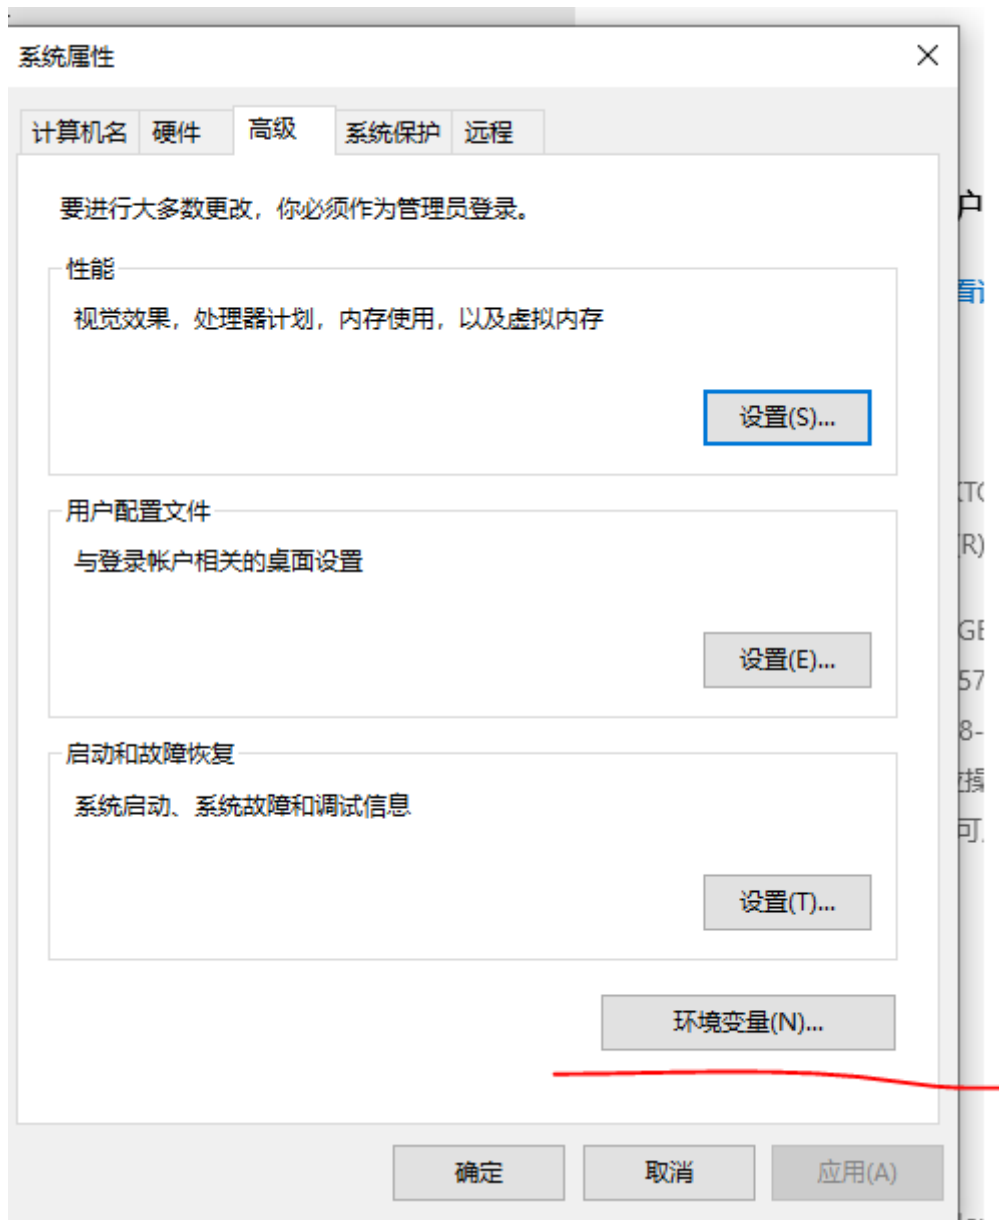 系统属性
计算机名 硬件 高级 系统保护 远程
要进行大多数更改，你必须作为管理员登录。
性能
视觉效果，处理器计划，内存使用，以及虚拟内存
设置(S)...
用户配置文件
与登录帐户相关的桌面设置
设置(E)...
启动和故障恢复
系统启动、系统故障和调试信息
设置(T)...
环境变量(N)...
确定 取消 应用(A)
户
R)
57
8-
可